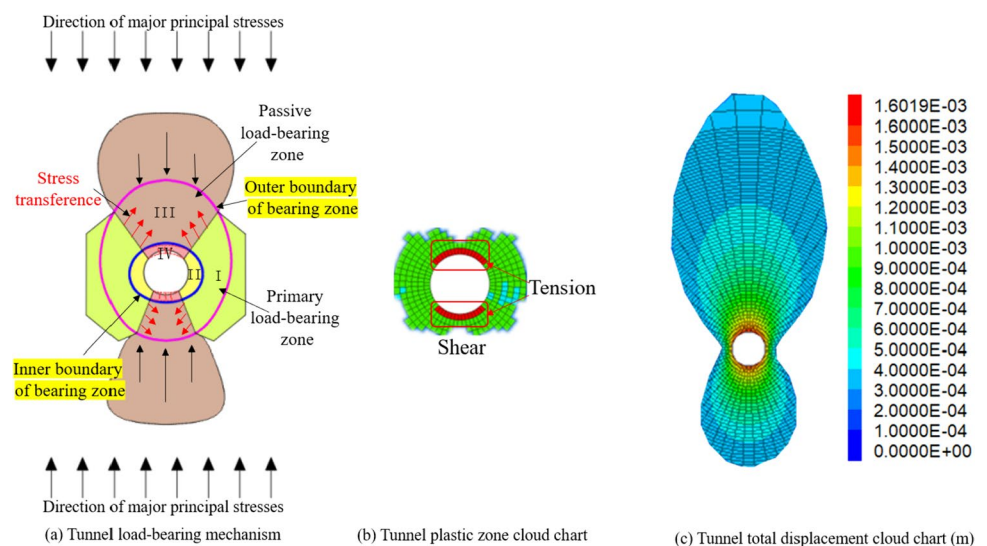 Direction of major principal stresses
Passive
load-bearing
zone
Stress
transference
Outer boundary
of bearing zone
III
IV
II
I
Primary
load-bearing
zone
Inner boundary
of bearing zone
Direction of major principal stresses
(a) Tunnel load-bearing mechanism
Tension
Shear
(b) Tunnel plastic zone cloud chart
1.6019E-03
1.6000E-03
1.4000E-03
1.3000E-03
1.2000E-03
1.1000E-03
1.0000E-03
9.0000E-04
8.0000E-04
7.0000E-04
6.0000E-04
5.0000E-04
4.0000E-04
3.0000E-04
2.0000E-04
1.0000E-04
0.0000E+00
(c) Tunnel total displacement cloud chart (m)